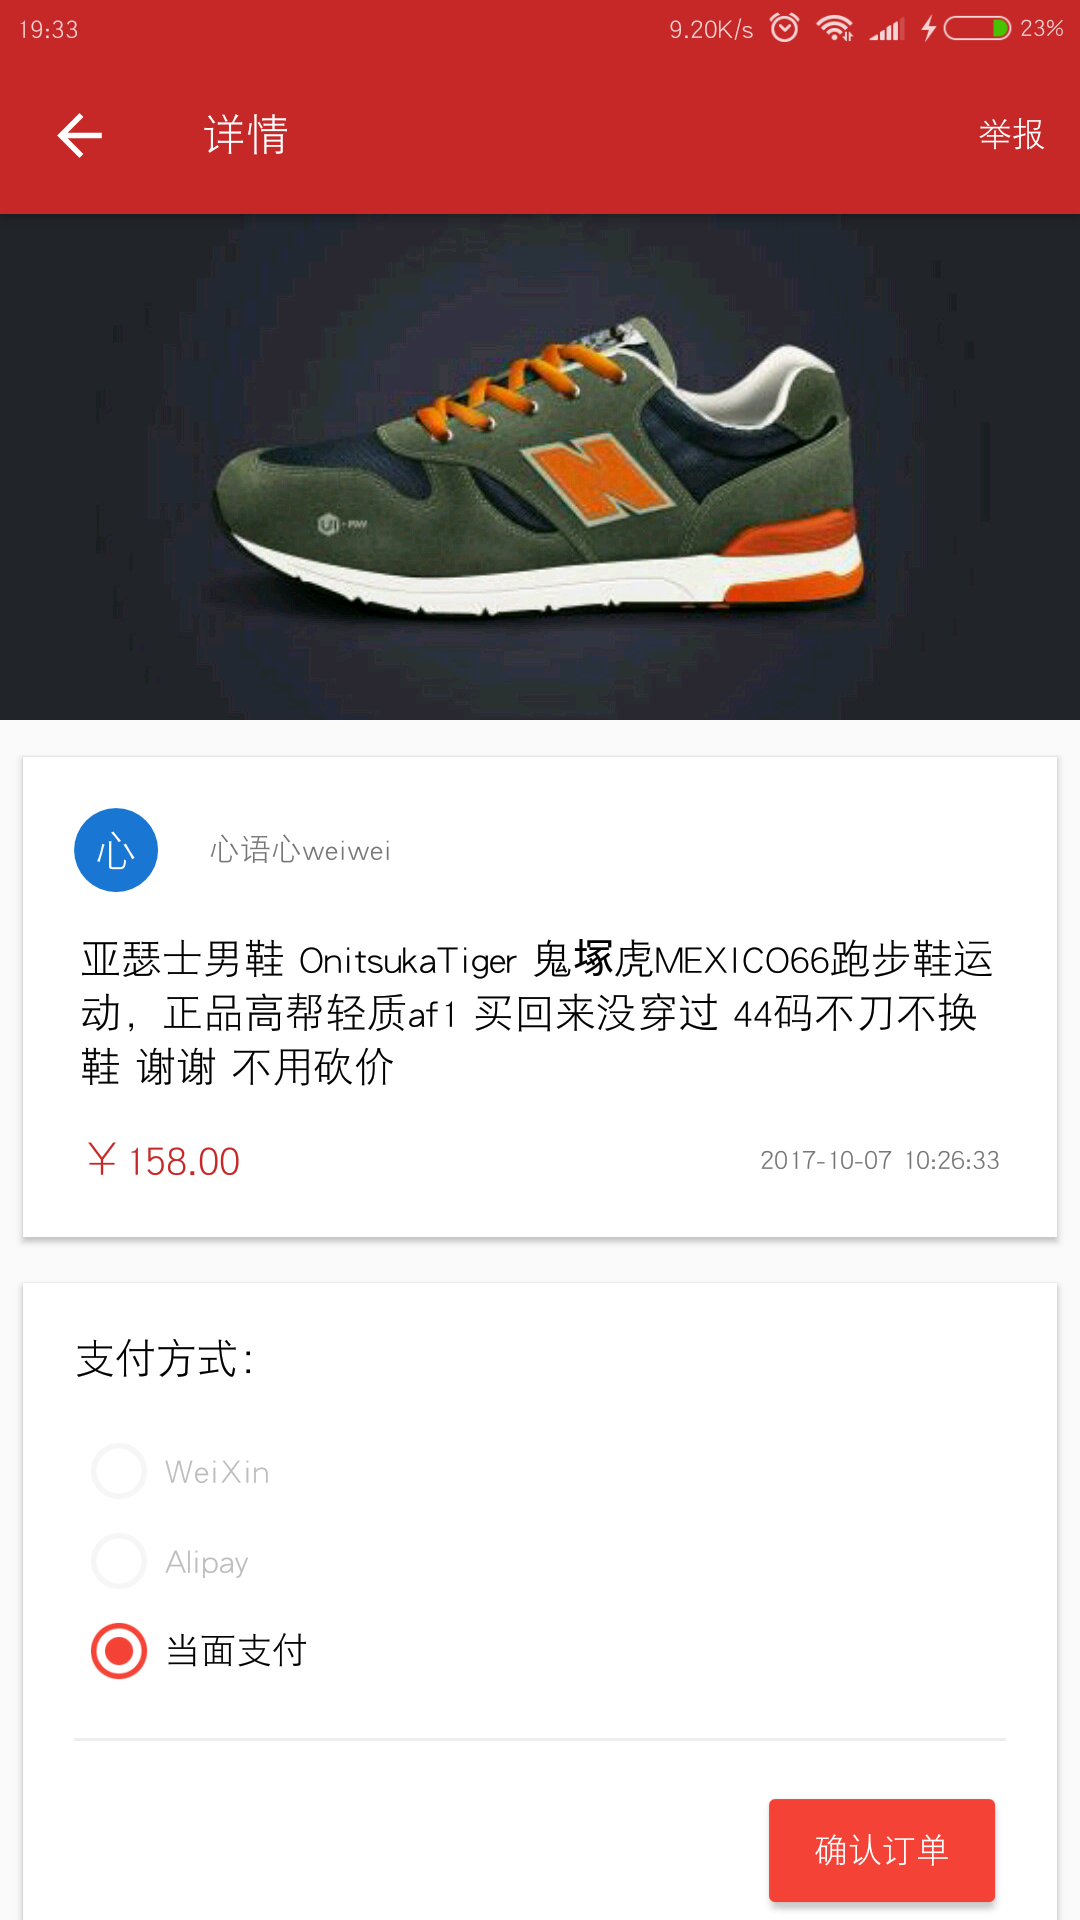 19:33
9.20K/s
23%
详情
举报
N
UI
心
心语心weiwei
亚瑟士男鞋 OnitsukaTiger 鬼塚虎MEXICO66跑步鞋运
动，正品高帮轻质af1 买回来没穿过 44码不刀不换
鞋 谢谢 不用砍价
￥158.00
2017-10-07 10:26:33
支付方式：
WeiXin
Alipay
当面支付
确认订单